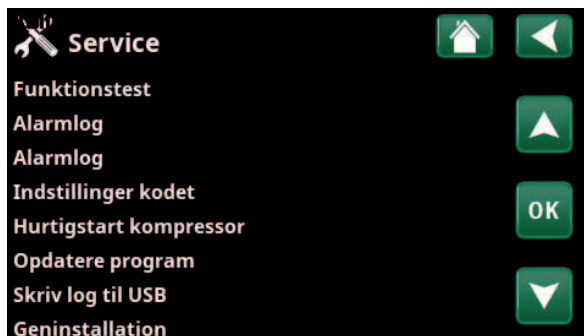 Service
Funktionstest
Alarmlog
Alarmlog
Indstillinger kodet
OK
Hurtigstart kompressor
Opdatere program
Skriv log til USB
Geninstallation